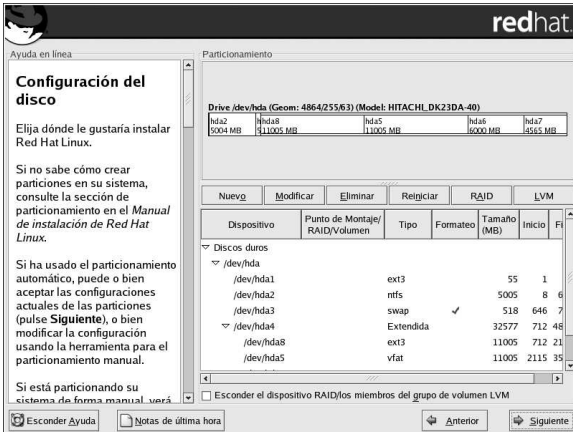 redhat.
Ayuda en línea
Configuración del
disco
Elija dónde le gustaría instalar
Red Hat Linux.
Si no sabe cómo crear
particiones en su sistema,
consulte la sección de
particionamiento en el Manual
de instalación de Red Hat
Linux.
Si ha usado el particionamiento
automático, puede o bien
aceptar las configuraciones
actuales de las particiones
(pulse Siguiente), o bien
modificar la configuración
usando la herramienta para el
particionamiento manual.
Si está particionando su
sistema de forma manual, verá
Particionamiento
Drive /dev/hda (Geom: 4864/255/63) (Model: HITACHI_DK23DA-40)
hda2 hda8 hda5 hda6 hda7
5004 MB 11005 MB 11005 MB 6000 MB 4565 MB
Nuevo Modificar Eliminar Reiniciar RAID LVM
Dispositivo Punto de Montaje/ RAID/Volumen Tipo Formateo Tamaño (MB) Inicio Fi
Discos duros
/dev/hda
/dev/hda1 ext3 55 1
/dev/hda2 ntfs 5005 8 6
/dev/hda3 swap 518 646 7
/dev/hda4 Extendida 32577 712 48
/dev/hda8 ext3 11005 712 21
/dev/hda5 vfat 11005 2115 35
Esconder el dispositivo RAID/los miembros del grupo de volumen LVM
Esconder Ayuda Notas de última hora Anterior Siguiente